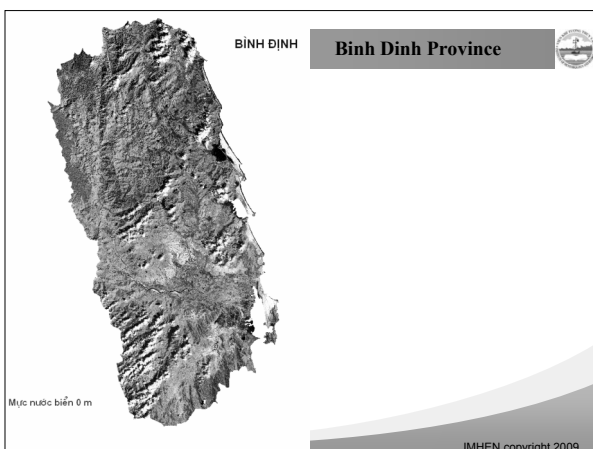 BÌNH ĐỊNH
Binh Dinh Province
Mực nước biển 0 m
IMHEN copyright 2009